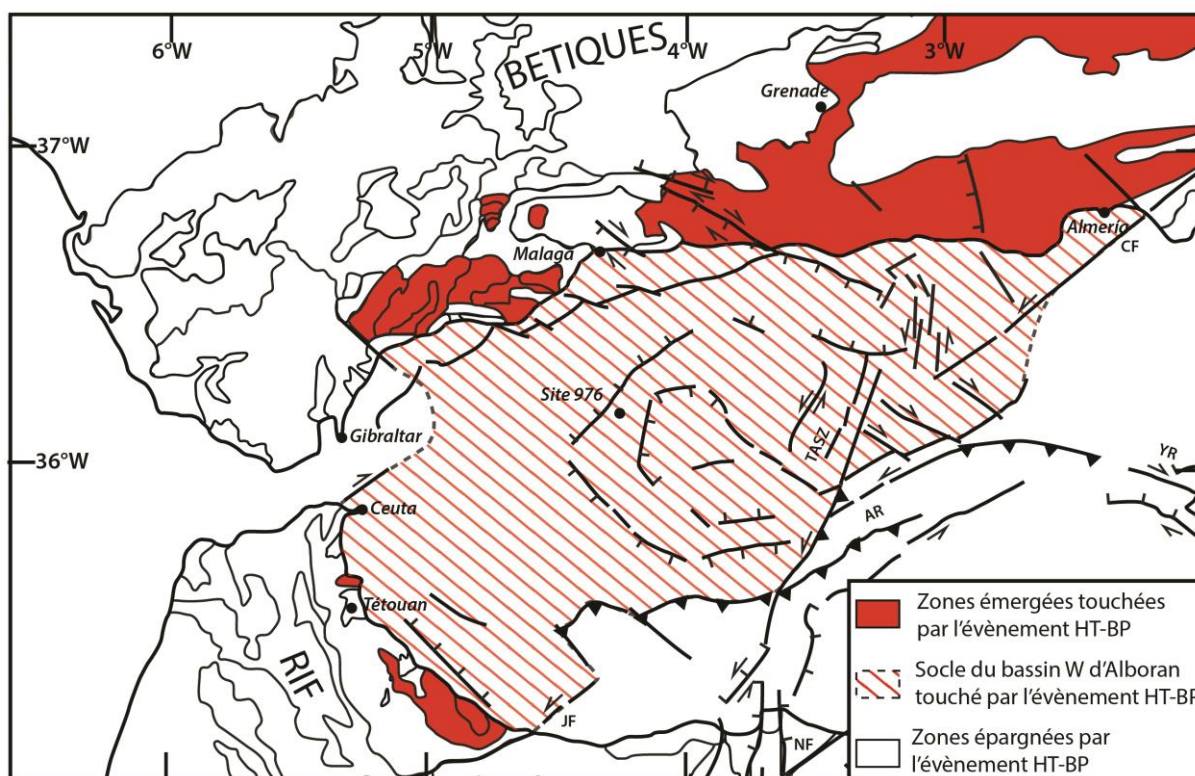 6°W
5°W
4°W
3°W
BETIQUES
Grenade
37°W
Malaga
Almería
CF
Site 976
TASZ
Gibraltar
36°W
YR
Ceuta
AR
Tétouan
RIF
JF
NF
Zones émergées touchées
par l'évènement HT-BP
Socle du bassin W d'Alboran
touché par l'évènement HT-BP
Zones épargnées par
l'évènement HT-BP